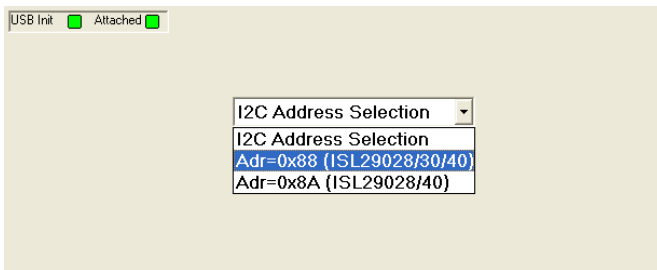 USB Init Attached
I2C Address Selection
I2C Address Selection
Adr=0x88 (ISL29028/30/40)
Adr=0x8A (ISL29028/40)